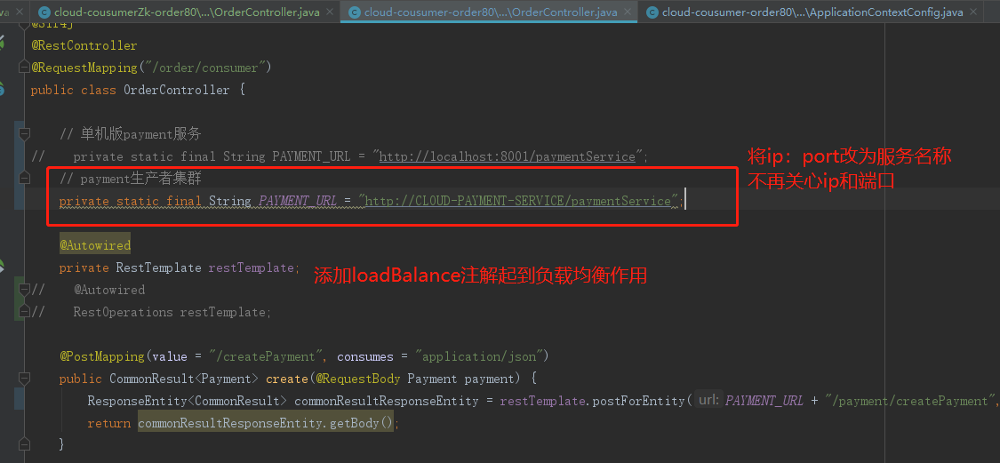 cloud-cousumerZk-order80\...\OrderController.java
cloud-cousumer-order80\...\OrderController.java
cloud-cousumer-order80\...\ApplicationContextConfig.java
@Slf4j
@RestController
@RequestMapping("/order/consumer")
public class OrderController {
// 单机版payment服务
// private static final String PAYMENT_URL = "http://localhost:8001/paymentService";
// payment生产者集群
private static final String PAYMENT_URL = "http://CLOUD-PAYMENT-SERVICE/paymentService";
将ip：port改为服务名称
不再关心ip和端口
@Autowired
private RestTemplate restTemplate;
添加loadBalance注解起到负载均衡作用
// @Autowired
// RestOperations restTemplate;
@PostMapping(value = "/createPayment", consumes = "application/json")
public CommonResult<Payment> create(@RequestBody Payment payment) {
ResponseEntity<CommonResult> commonResultResponseEntity = restTemplate.postForEntity( url: PAYMENT_URL + "/payment/createPayment",
return commonResultResponseEntity.getBody();
}